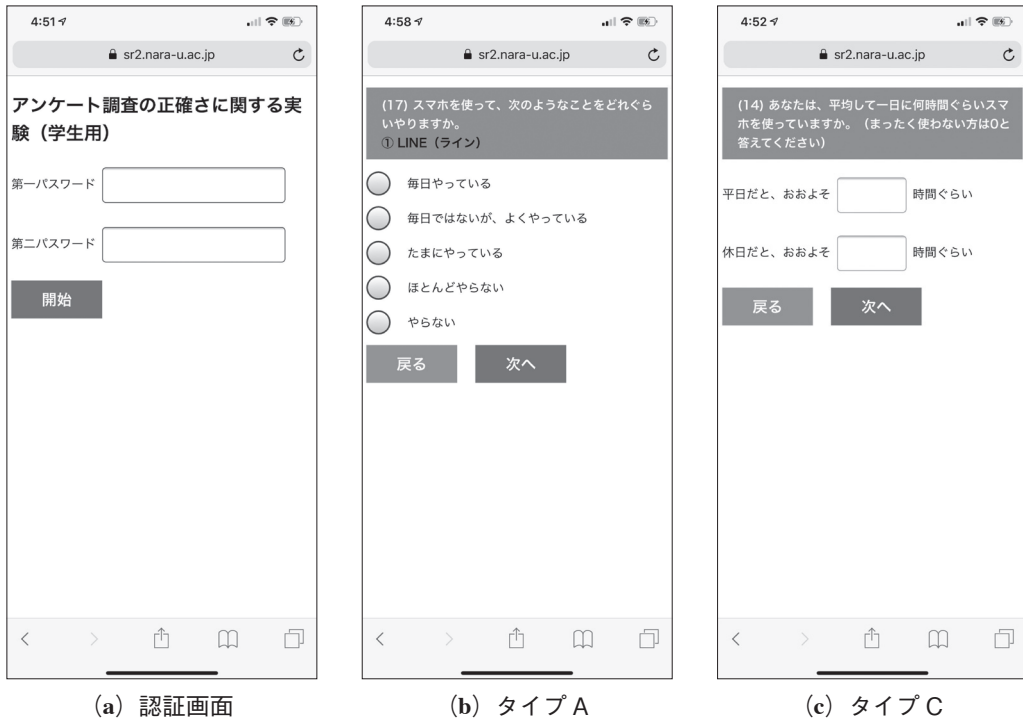 4:51
sr2.nara-u.ac.jp
アンケート調査の正確さに関する実
験（学生用）
第一パスワード
第二パスワード
開始
(a) 認証画面
4:58
sr2.nara-u.ac.jp
(17) スマホを使って、次のようなことをどれぐら
いやりますか。
① LINE（ライン）
毎日やっている
毎日ではないが、よくやっている
たまにやっている
ほとんどやらない
やらない
戻る
次へ
(b) タイプ A
4:52
sr2.nara-u.ac.jp
(14) あなたは、平均して一日に何時間ぐらいスマ
ホを使っていますか。（まったく使わない方は0と
答えてください）
平日だと、おおよそ 時間ぐらい
休日だと、おおよそ 時間ぐらい
戻る
次へ
(c) タイプ C